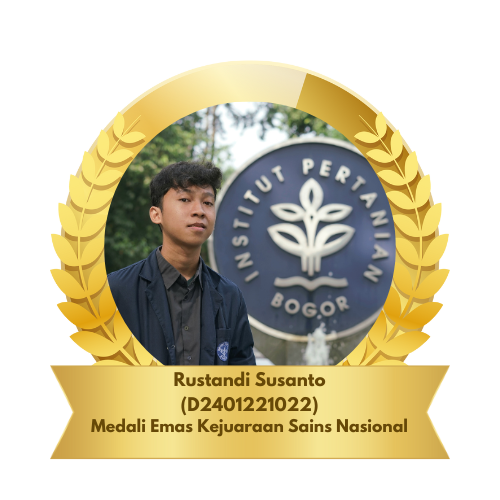 INSTITUT PERTANIAN
BOGOR
Rustandi Susanto
(D2401221022)
Medali Emas Kejuaraan Sains Nasional